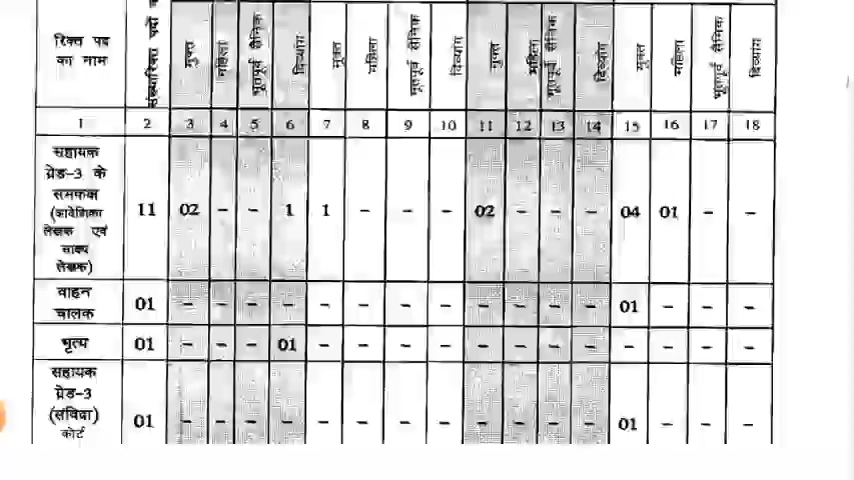 रिक्त पद
का नाम
मुक्त महिला भूतपूर्व सैनिक दिव्यांग मुक्त महिला भूतपूर्व सैनिक दिव्यांग मुक्त महिला भूतपूर्व सैनिक दिव्यांग मुक्त महिला भूतपूर्व सैनिक दिव्यांग
1 2 3 4 5 6 7 8 9 10 11 12 13 14 15 16 17 18
सहायक
ग्रेड-3 के
समकक्ष
(आदेशिका
लेखक एवं
साक्ष्य
लेखक)
11 02 - - 1 1 - - - 02 - - - 04 01 - -
वाहन
चालक
01 - - - - - - - - - - - - 01 - - -
भृत्य 01 - - - 01 - - - - - - - - - - - -
सहायक
ग्रेड-3
(संविदा)
कोर्ट
01 - - - - - - - - - - - - 01 - - -